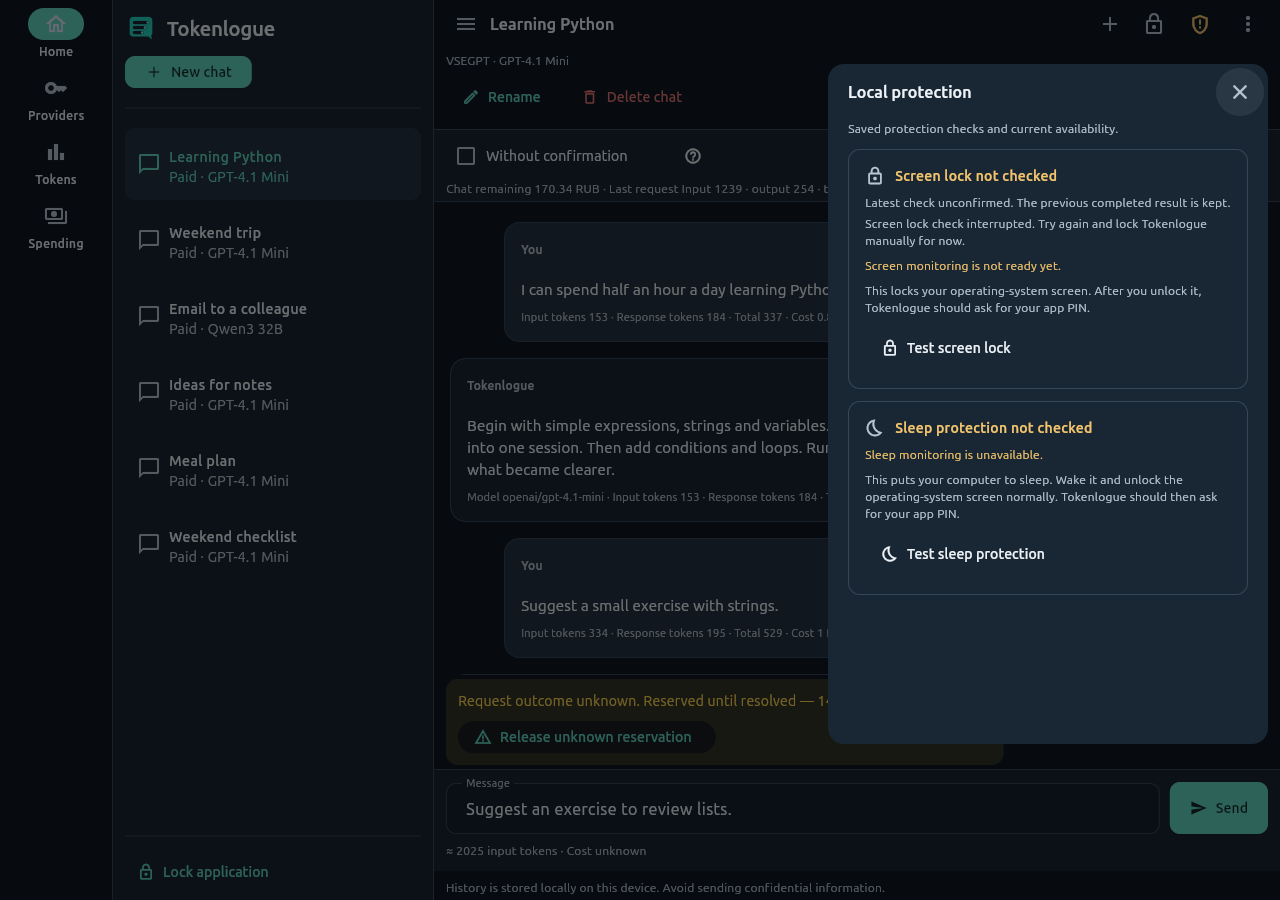 Home
Providers
Tokens
Spending
Tokenlogue
New chat
Learning Python
Paid · GPT-4.1 Mini
Weekend trip
Paid · GPT-4.1 Mini
Email to a colleague
Paid · Qwen3 32B
Ideas for notes
Paid · GPT-4.1 Mini
Meal plan
Paid · GPT-4.1 Mini
Weekend checklist
Paid · GPT-4.1 Mini
Lock application
Learning Python
VSEGPT · GPT-4.1 Mini
Rename
Delete chat
Without confirmation
Chat remaining 170.34 RUB · Last request Input 1239 · output 254 ·
You
I can spend half an hour a day learning Pytho
Input tokens 153 · Response tokens 184 · Total 337 · Cost 0.
Tokenlogue
Begin with simple expressions, strings and variables.
into one session. Then add conditions and loops. Ru
what became clearer.
Model openai/gpt-4.1-mini · Input tokens 153 · Response tokens 184 ·
You
Suggest a small exercise with strings.
Input tokens 334 · Response tokens 195 · Total 529 · Cost 1
Request outcome unknown. Reserved until resolved — 1
Release unknown reservation
Message
Suggest an exercise to review lists.
Send
≈ 2025 input tokens · Cost unknown
History is stored locally on this device. Avoid sending confidential information.
Local protection
Saved protection checks and current availability.
Screen lock not checked
Latest check unconfirmed. The previous completed result is kept.
Screen lock check interrupted. Try again and lock Tokenlogue
manually for now.
Screen monitoring is not ready yet.
This locks your operating-system screen. After you unlock it,
Tokenlogue should ask for your app PIN.
Test screen lock
Sleep protection not checked
Sleep monitoring is unavailable.
This puts your computer to sleep. Wake it and unlock the
operating-system screen normally. Tokenlogue should then ask
for your app PIN.
Test sleep protection